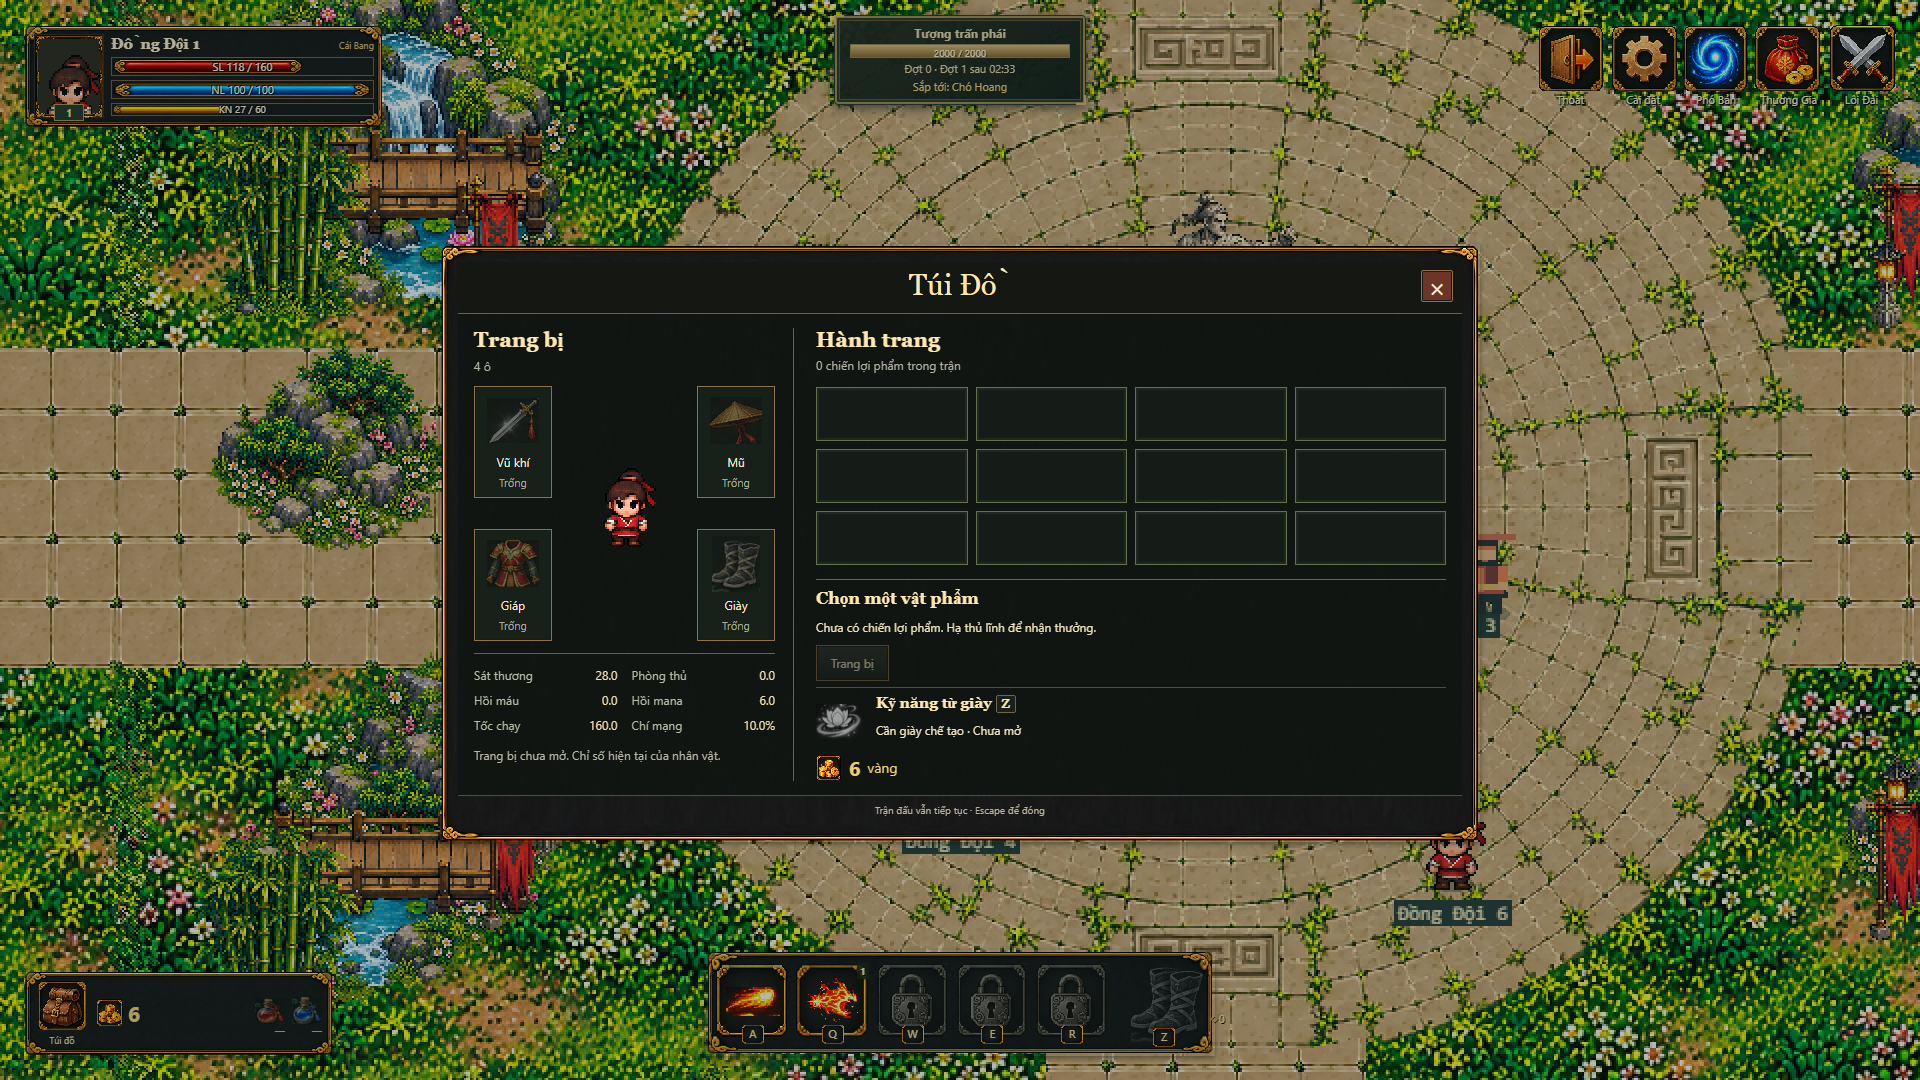 Đồng Đội 1
Cái Bang
SL 118 / 160
NL 100 / 100
KN 27 / 60
1
Tượng trấn phái
2000 / 2000
Đợt 0 · Đợt 1 sau 02:33
Sắp tới: Chó Hoang
Thoát
Cài đặt
Phó Bản
Thương Gia
Lôi Đài
Túi Đồ
×
Trang bị
4 ô
Vũ khí
Trống
Mũ
Trống
Giáp
Trống
Giày
Trống
Sát thương 28.0 Phòng thủ 0.0
Hồi máu 0.0 Hồi mana 6.0
Tốc chạy 160.0 Chí mạng 10.0%
Trang bị chưa mở. Chỉ số hiện tại của nhân vật.
Hành trang
0 chiến lợi phẩm trong trận
Chọn một vật phẩm
Chưa có chiến lợi phẩm. Hạ thủ lĩnh để nhận thưởng.
Trang bị
Kỹ năng từ giày Z
Cần giày chế tạo · Chưa mở
6 vàng
Trận đấu vẫn tiếp tục · Escape để đóng
3
Đồng Đội 4
Đồng Đội 6
6
Túi đồ
1
A
Q
W
E
R
Z